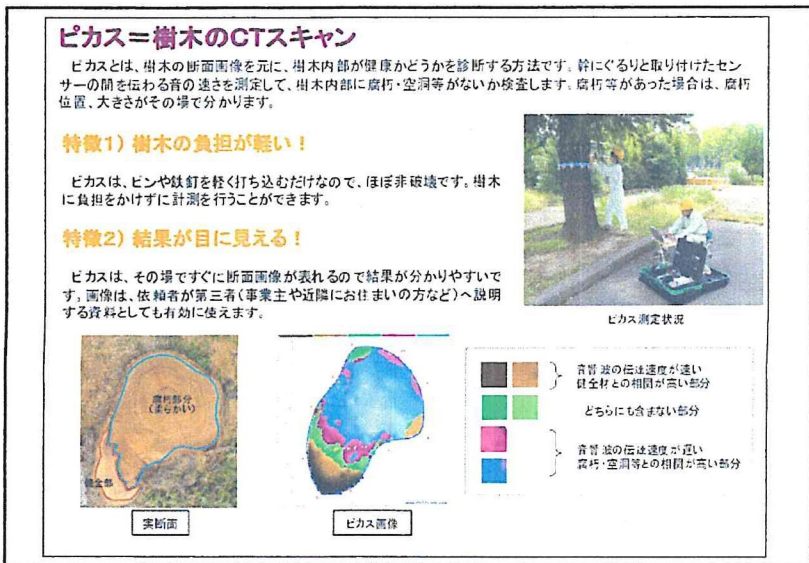 ピカス=樹木のCTスキャン
ピカスとは、樹木の断面画像を元に、樹木内部が健康かどうかを診断する方法です。幹にぐるりと取り付けたセン
サーの間を伝わる音の速さを測定して、樹木内部に腐朽・空洞等がないか検査します。腐朽等があった場合は、腐朽
位置、大きさがその場で分かります。
特徴1)樹木の負担が軽い!
ピカスは、ピンや鉄釘を軽く打ち込むだけなので、ほぼ非破壊です。樹木
に負担をかけずに計測を行うことができます。
特徴2)結果が目に見える!
ピカスは、その場ですぐに断面画像が表れるので結果が分かりやすいで
す。画像は、依頼者が第三者(事業主や近隣にお住まいの方など)へ説明
する資料としても有効に使えます。
ピカス測定状況
腐朽部分
(柔らかい)
健全部
実断面
ピカス画像
音響波の伝達速度が速い
健全材との相関が高い部分
どちらにも含まない部分
音響波の伝達速度が遅い
腐朽・空洞等との相関が高い部分